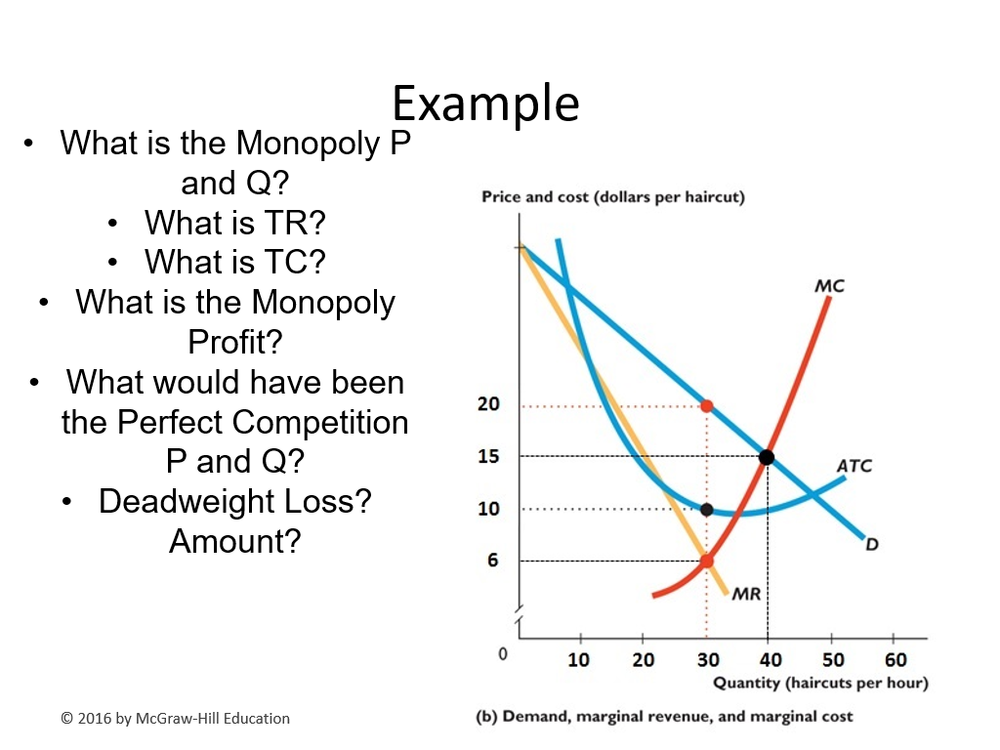 Example
• What is the Monopoly P
and Q?
• What is TR?
• What is TC?
• What is the Monopoly
Profit?
• What would have been
the Perfect Competition
P and Q?
• Deadweight Loss?
Amount?
Price and cost (dollars per haircut)
MC
20
15
ATC
10
D
6
MR
0
10 20 30 40 50 60
Quantity (haircuts per hour)
(b) Demand, marginal revenue, and marginal cost
© 2016 by McGraw-Hill Education